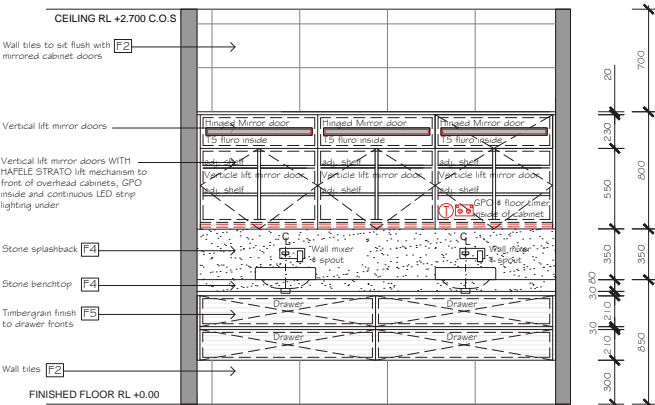 CEILING RL +2.700 C.O.S
Wall tiles to sit flush with
mirrored cabinet doors
F2
Vertical lift mirror doors
Vertical lift mirror doors WITH
HAFELE STRATO lift mechanism to
front of overhead cabinets, GPO
inside and continuous LED strip
lighting under
Stone splashback F4
Stone benchtop F4
Timbergrain finish
to drawer fronts
F5
Wall tiles F2
FINISHED FLOOR RL +0.00
Hinged Mirror door Hinged Mirror door Hinged Mirror door
T5 fluro inside T5 fluro inside T5 fluro inside
adj. shelf adj. shelf adj. shelf
Verticle lift mirror door Verticle lift mirror door Verticle lift mirror door
adj. shelf adj. shelf
GPO & floor timer
inside of cabinet
T
Wall mixer Wall mixer
& spout & spout
Drawer Drawer
Drawer Drawer
20
230
550
350
80
30
210
30
210
300
700
600
350
850